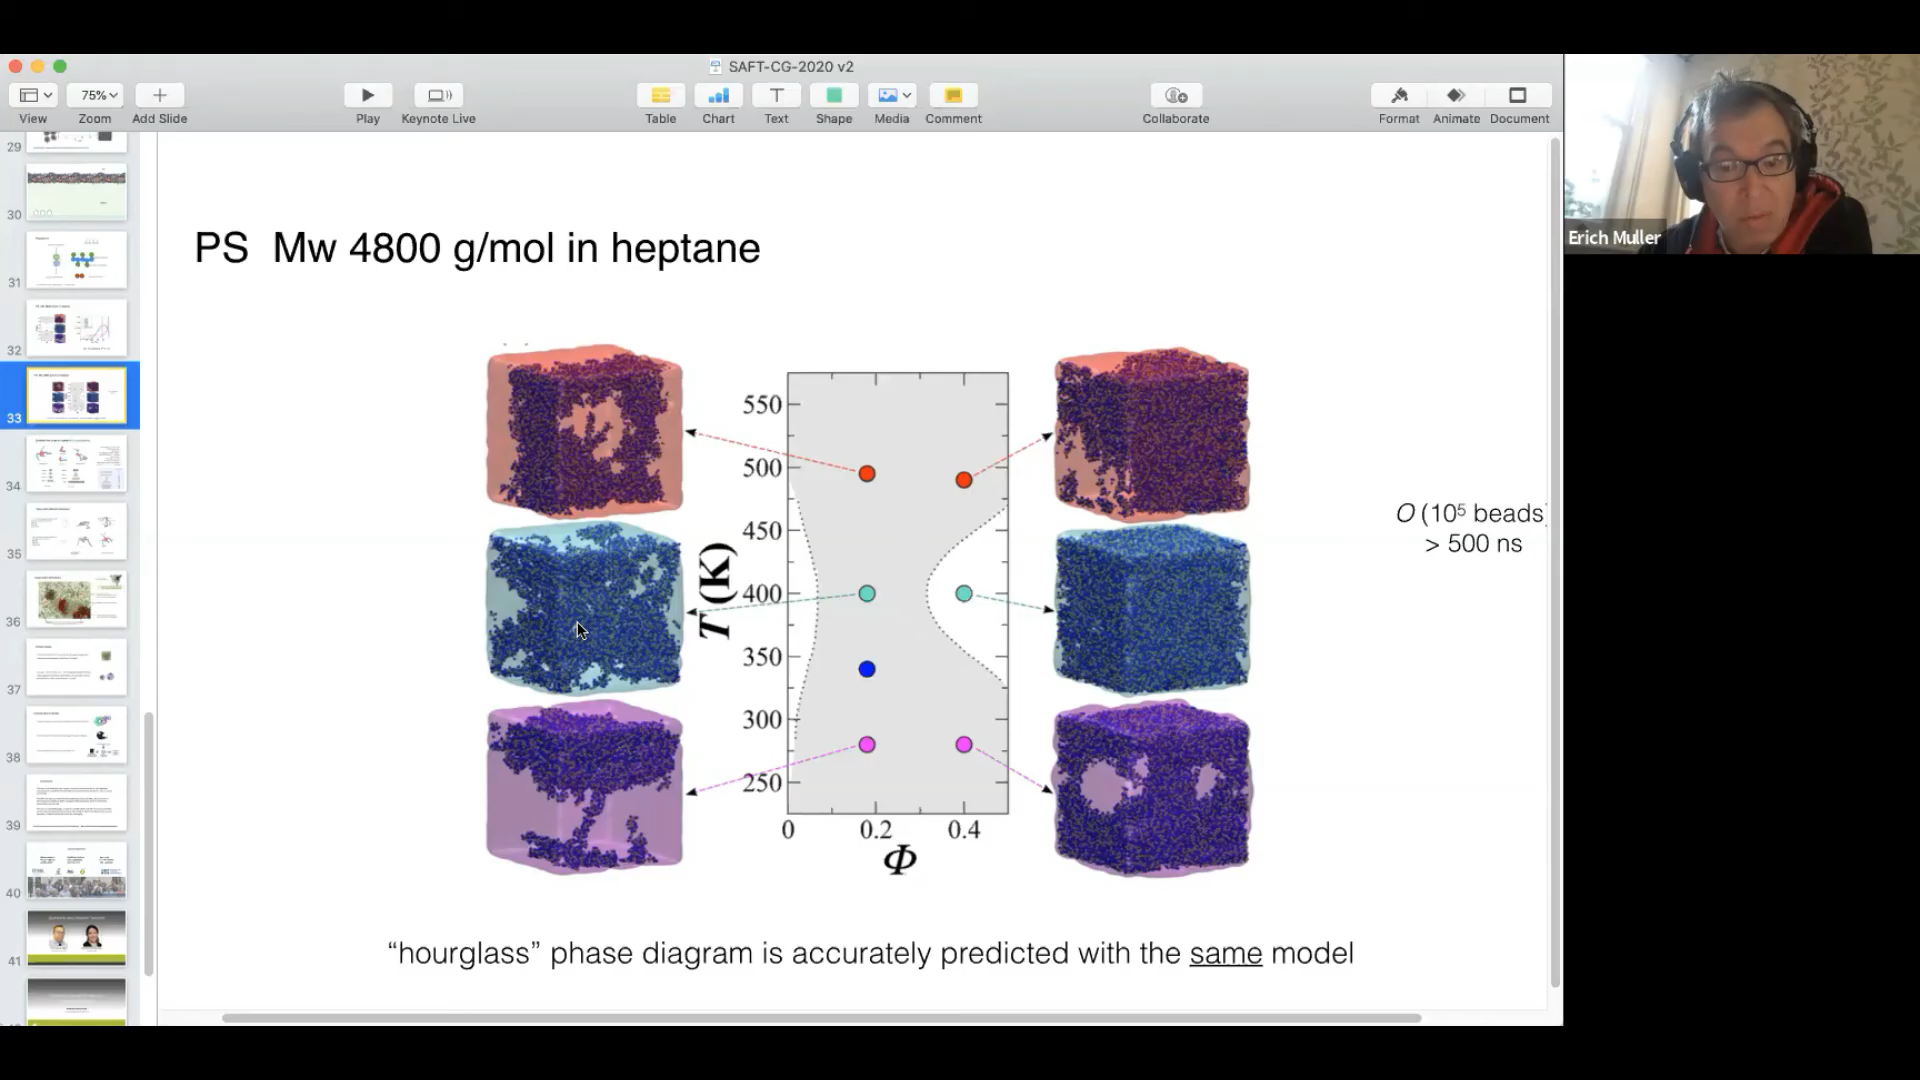 SAFT-CG-2020 v2
75%
View
Zoom
Add Slide
Play
Keynote Live
Table
Chart
Text
Shape
Media
Comment
Collaborate
Format
Animate
Document
29
30
31
32
33
34
35
36
37
38
39
40
41
PS Mw 4800 g/mol in heptane
550
500
450
400
350
300
250
T (K)
0
0.2
0.4
Φ
O (10⁵ beads)
> 500 ns
“hourglass” phase diagram is accurately predicted with the same model
Erich Muller